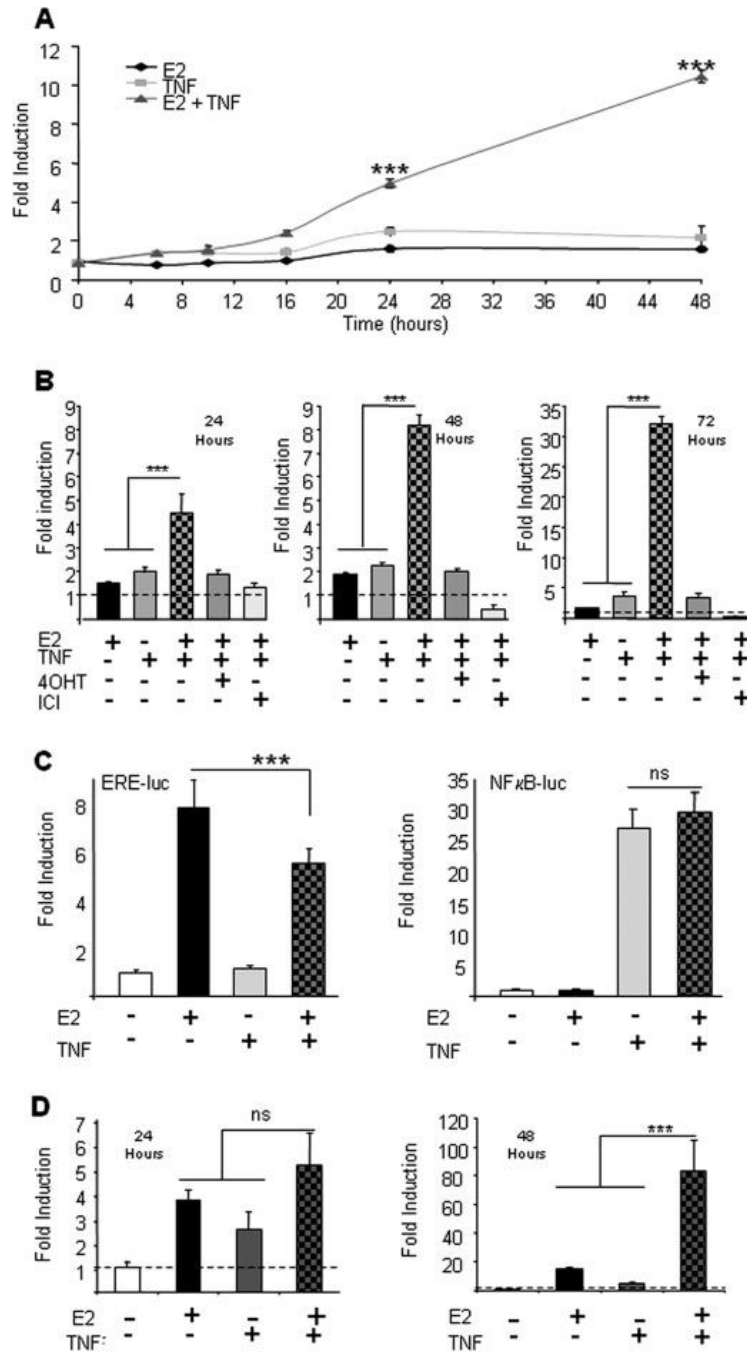 A
12
10
8
6
4
2
0
Fold Induction
E2
TNF
E2 + TNF
***
***
0 4 8 12 16 20 24 28 32 36 40 44 48
Time (hours)
B
9
8
7
6
5
4
3
2
1
Fold induction
24
Hours
***
9
8
7
6
5
4
3
2
1
Fold Induction
48
Hours
***
35
30
25
20
15
10
5
Fold Induction
72
Hours
***
E2 + - + + + + - + + + + - + + +
TNF - + + + + - + + + + - + + + +
4OHT - - - + - - - - + - - - - + -
ICI - - - - + - - - - + - - - - +
C
ERE-luc
***
8
6
4
2
Fold Induction
E2 - + - +
TNF - - + +
NFκB-luc
ns
35
30
25
20
15
10
5
Fold Induction
E2 - + - +
TNF - - + +
D
7
6
5
4
3
2
1
Fold Induction
24
Hours
ns
E2 - + - +
TNF: - - + +
120
100
80
60
40
20
Fold Induction
48
Hours
***
E2 - + - +
TNF - - + +